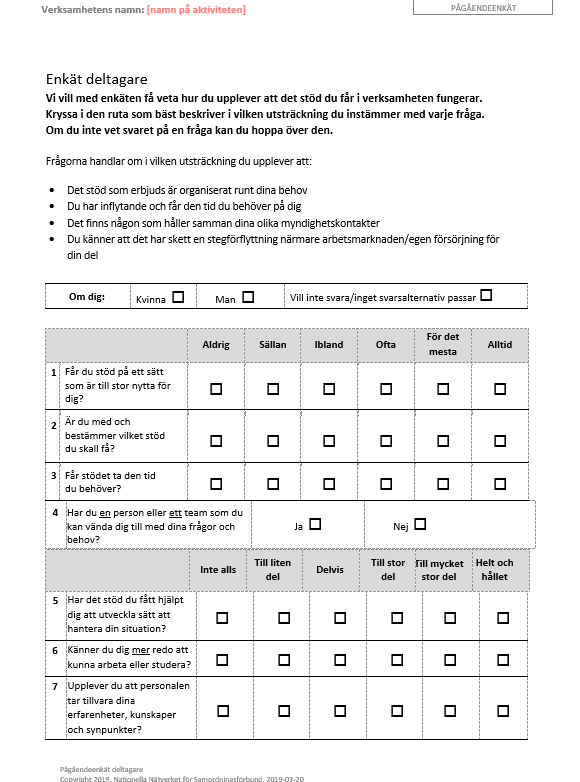 Verksamhetens namn: [namn på aktiviteten]
PÅGÅENDEENKÄT
Enkät deltagare
Vi vill med enkäten få veta hur du upplever att det stöd du får i verksamheten fungerar.
Kryssa i den ruta som bäst beskriver i vilken utsträckning du instämmer med varje fråga.
Om du inte vet svaret på en fråga kan du hoppa över den.
Frågorna handlar om i vilken utsträckning du upplever att:
• Det stöd som erbjuds är organiserat runt dina behov
• Du har inflytande och får den tid du behöver på dig
• Det finns någon som håller samman dina olika myndighetskontakter
• Du känner att det har skett en stegförflyttning närmare arbetsmarknaden/egen försörjning för
din del
Om dig: Kvinna ☐ Man ☐ Vill inte svara/inget svarsalternativ passar ☐
Aldrig Sällan Ibland Ofta För det
mesta Alltid
1 Får du stöd på ett sätt
som är till stor nytta för
dig?
2 Är du med och
bestämmer vilket stöd
du skall få?
3 Får stödet ta den tid
du behöver?
4 Har du en person eller ett team som du
kan vända dig till med dina frågor och
behov?
Ja ☐ Nej ☐
Inte alls Till liten
del Delvis Till stor
del Till mycket
stor del Helt och
hållet
5 Har det stöd du fått hjälpt
dig att utveckla sätt att
hantera din situation?
6 Känner du dig mer redo att
kunna arbeta eller studera?
7 Upplever du att personalen
tar tillvara dina
erfarenheter, kunskaper
och synpunkter?
Pågåendeenkät deltagare
Copyright 2019, Nationella Nätverket för Samordningsförbund, 2019-03-20